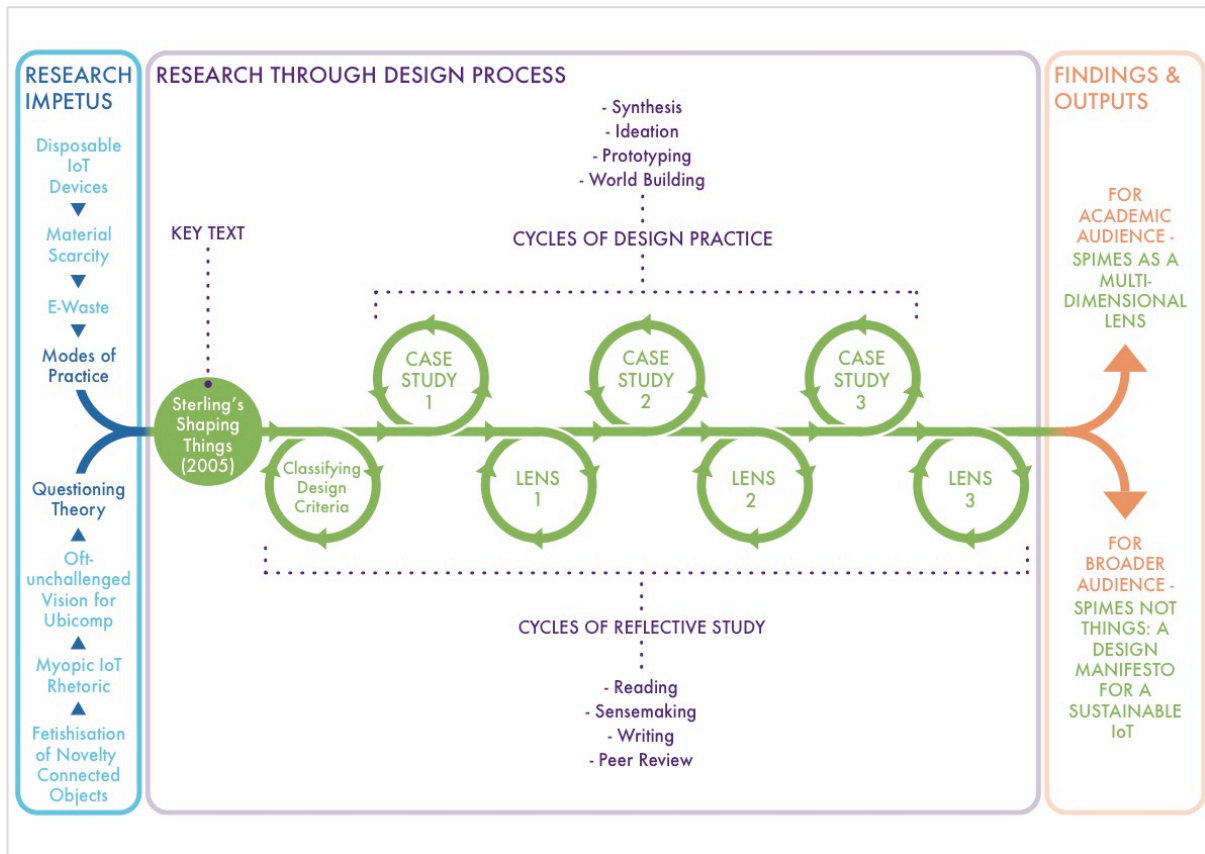 RESEARCH
IMPETUS
Disposable
IoT
Devices
Material
Scarcity
E-Waste
Modes of
Practice
Questioning
Theory
Oft-
unchallenged
Vision for
Ubicomp
Myopic IoT
Rhetoric
Fetishisation
of Novelty
Connected
Objects
RESEARCH THROUGH DESIGN PROCESS
- Synthesis
- Ideation
- Prototyping
- World Building
CYCLES OF DESIGN PRACTICE
KEY TEXT
Sterling's
Shaping
Things
(2005)
Classifying
Design
Criteria
CASE
STUDY
1
LENS
1
CASE
STUDY
2
LENS
2
CASE
STUDY
3
LENS
3
CYCLES OF REFLECTIVE STUDY
- Reading
- Sensemaking
- Writing
- Peer Review
FINDINGS &
OUTPUTS
FOR
ACADEMIC
AUDIENCE -
SPIMES AS A
MULTI-
DIMENSIONAL
LENS
FOR
BROADER
AUDIENCE -
SPIMES NOT
THINGS: A
DESIGN
MANIFESTO
FOR A
SUSTAINABLE
IoT